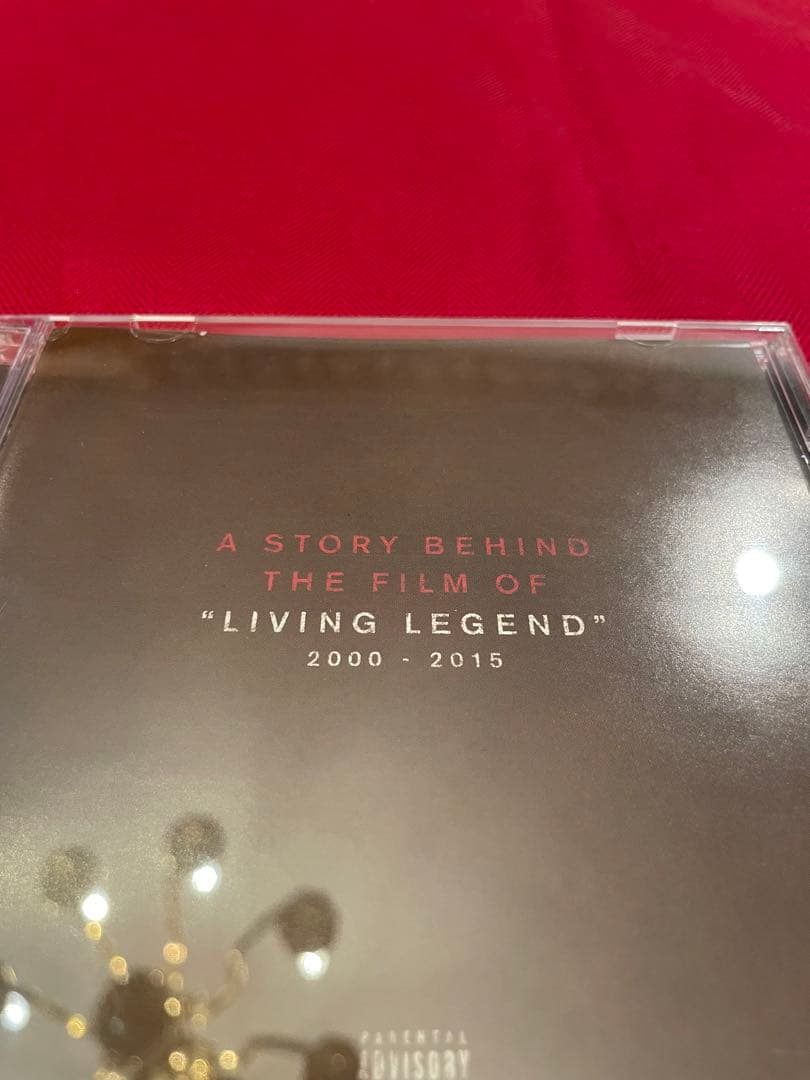 A STORY BEHIND
THE FILM OF
“LIVING LEGEND”
2000 - 2015
PARENTAL
ADVISORY